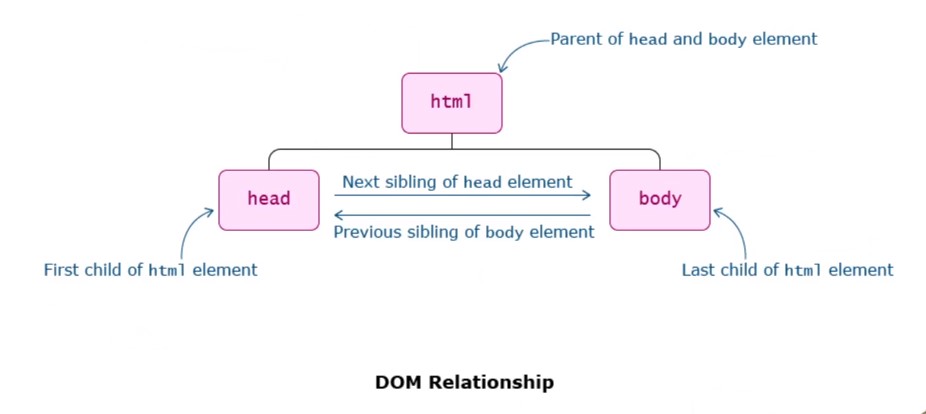 Parent of head and body element
html
head
Next sibling of head element
body
Previous sibling of body element
First child of html element
Last child of html element
DOM Relationship